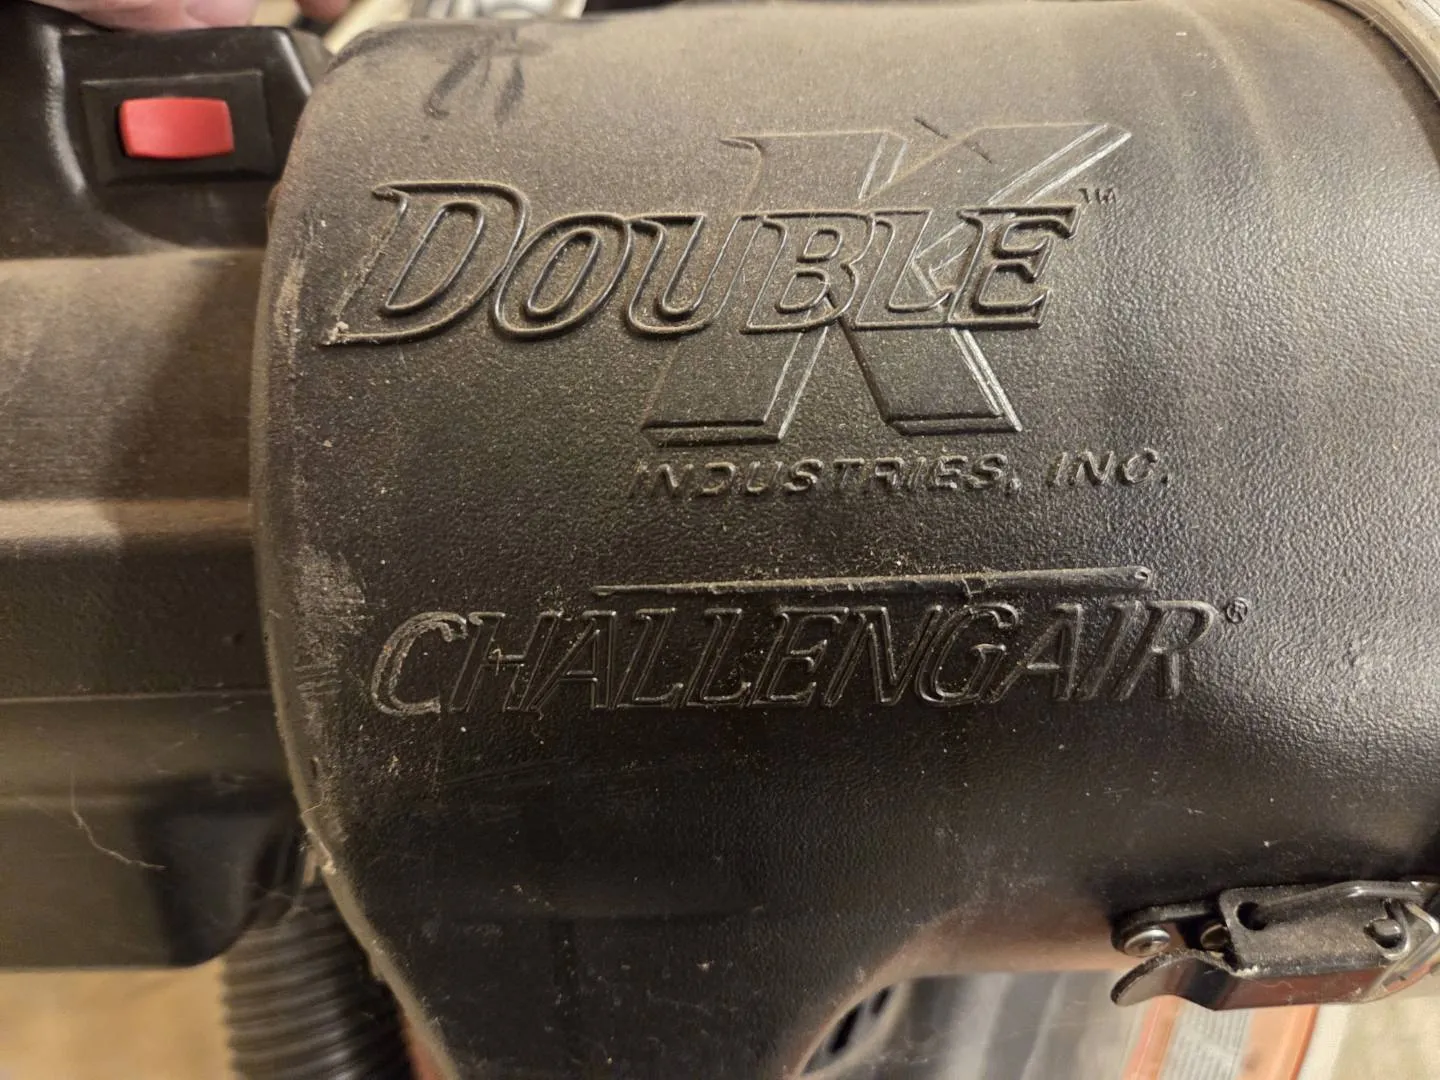 DOUBLE K™
INDUSTRIES, INC.
CHALLENGAIR®